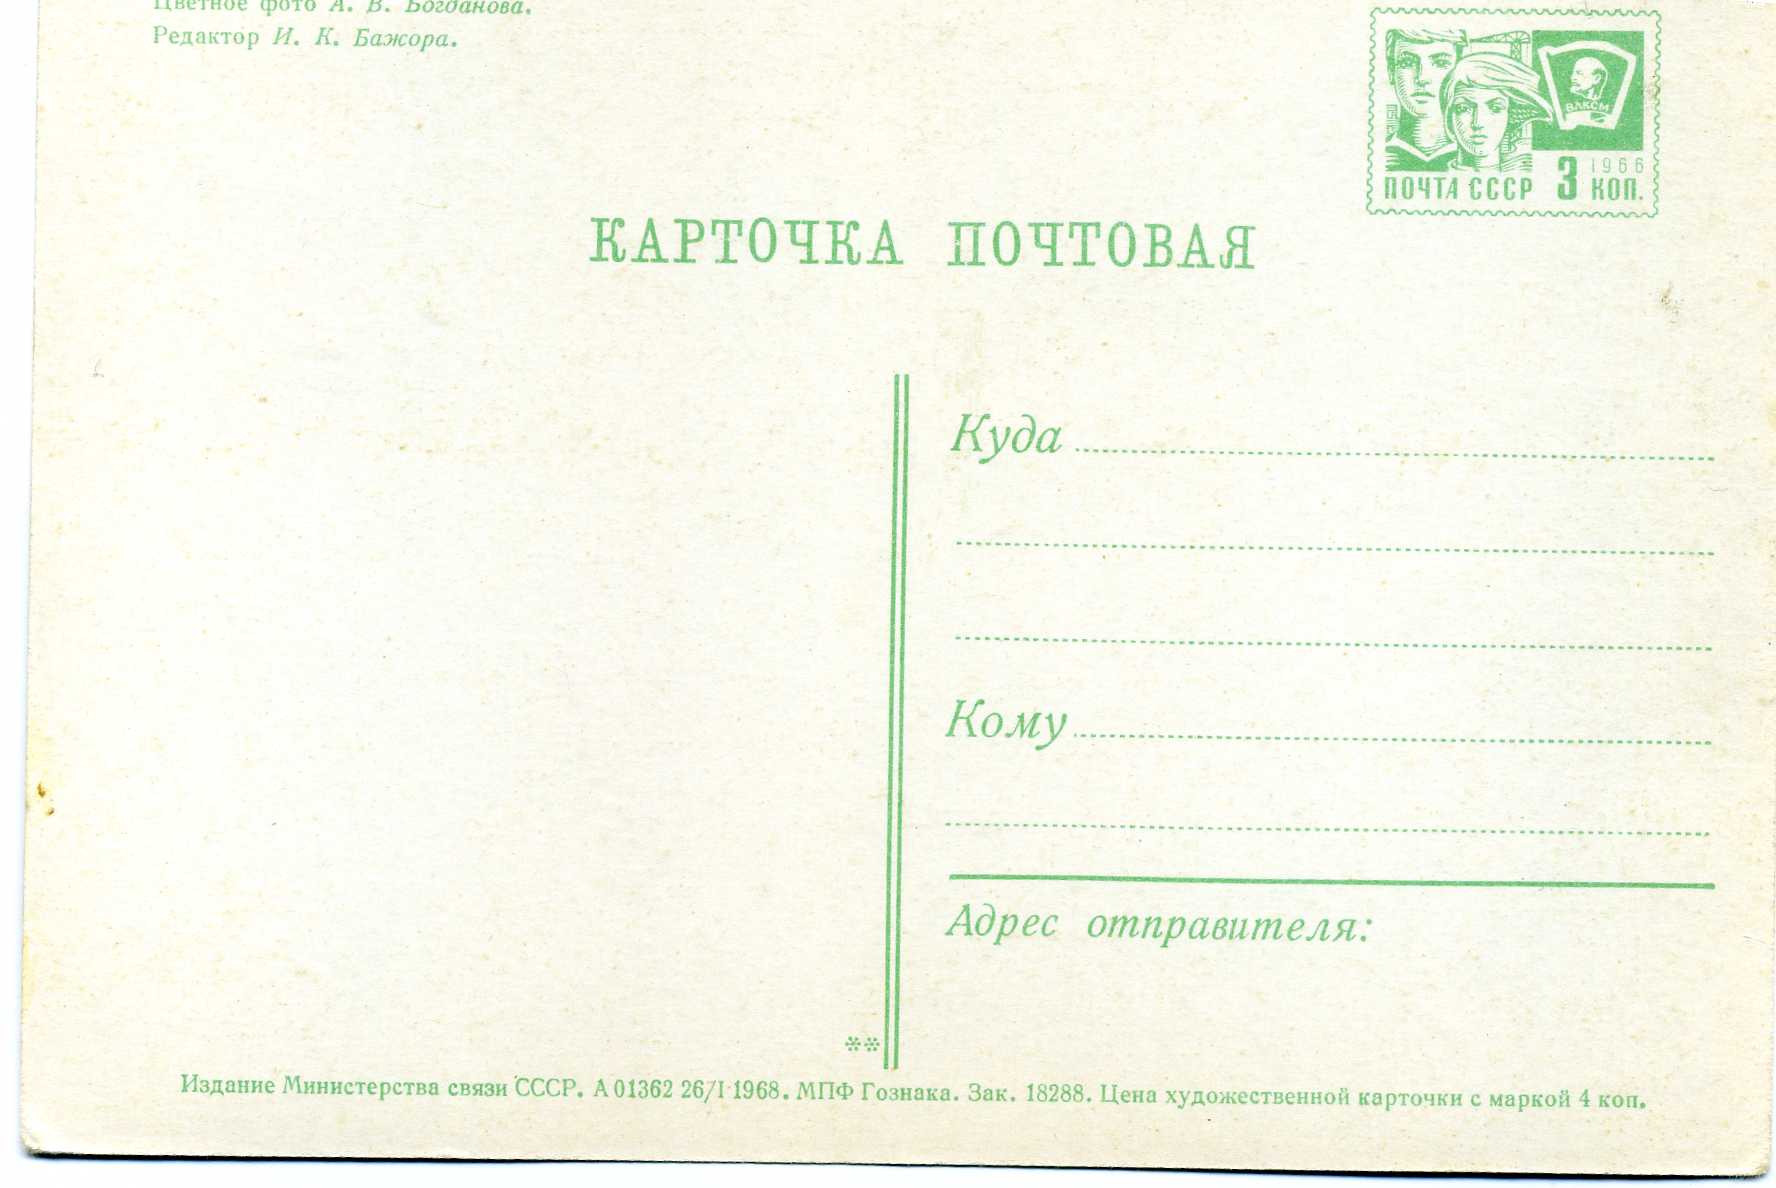 Цветное фото А. В. Богданова.
Редактор И. К. Бажора.
ВЛКСМ
1966
ПОЧТА СССР 3 КОП.
КАРТОЧКА ПОЧТОВАЯ
Куда
Кому
Адрес отправителя:
**
Издание Министерства связи СССР. А 01362 26/I 1968. МПФ Гознака. Зак. 18288. Цена художественной карточки с маркой 4 коп.